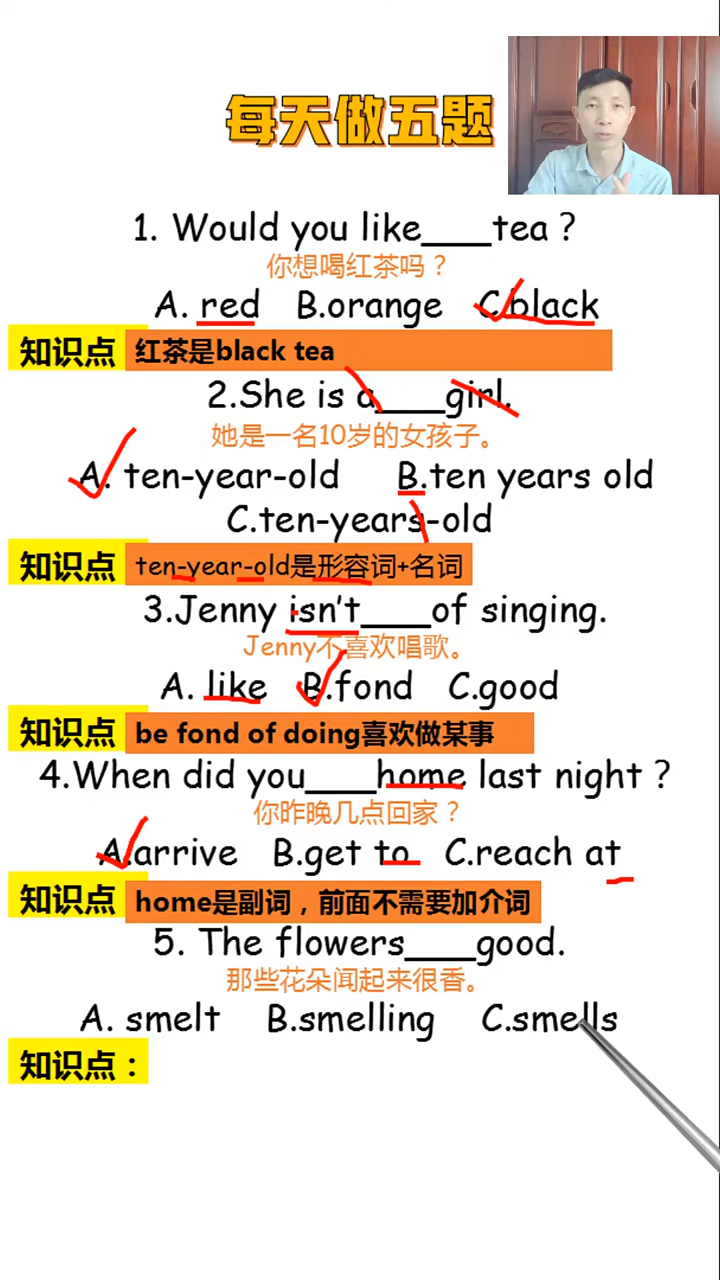 每天做五题
1. Would you like___tea？
你想喝红茶吗？
A. red B.orange C.black
知识点 红茶是black tea
2.She is a___girl.
她是一名10岁的女孩子。
A. ten-year-old B.ten years old
C.ten-years-old
知识点 ten-year-old是形容词+名词
3.Jenny isn't___of singing.
Jenny不喜欢唱歌。
A. like B.fond C.good
知识点 be fond of doing喜欢做某事
4.When did you___home last night？
你昨晚几点回家？
A.arrive B.get to C.reach at
知识点 home是副词，前面不需要加介词
5. The flowers___good.
那些花朵闻起来很香。
A. smelt B.smelling C.smells
知识点：